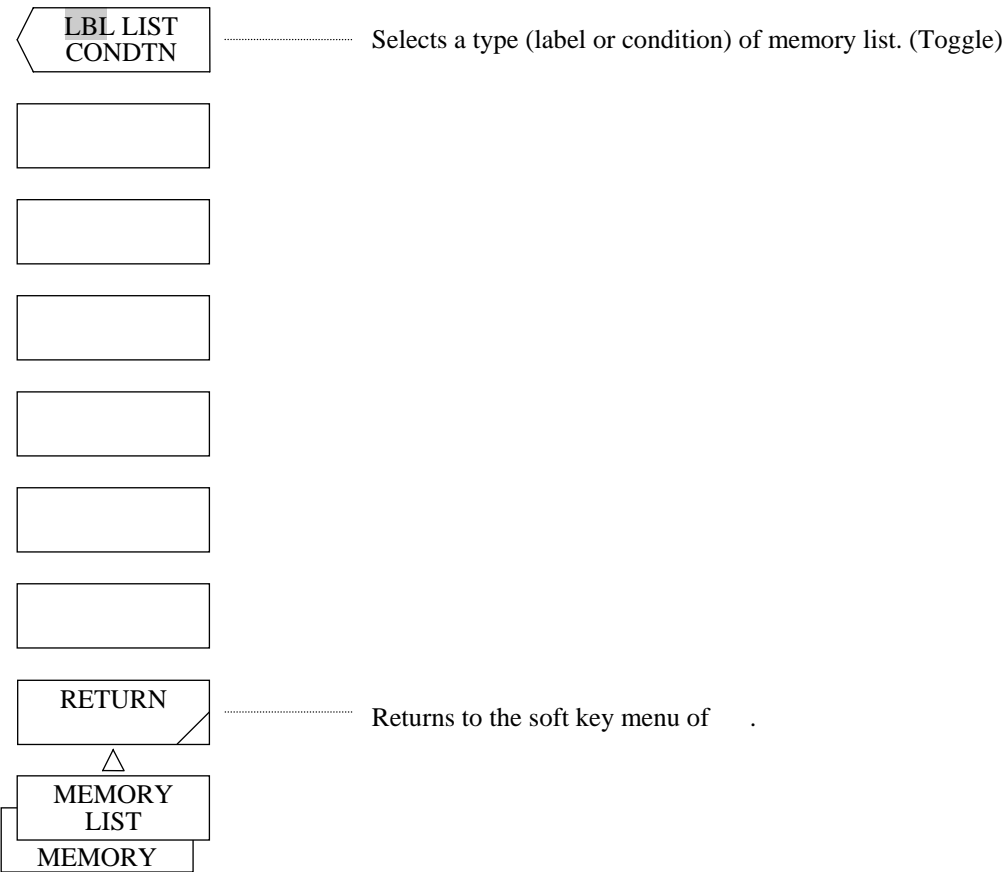 LBL LIST
CONDTN
Selects a type (label or condition) of memory list. (Toggle)
RETURN
Returns to the soft key menu of .
MEMORY
LIST
MEMORY